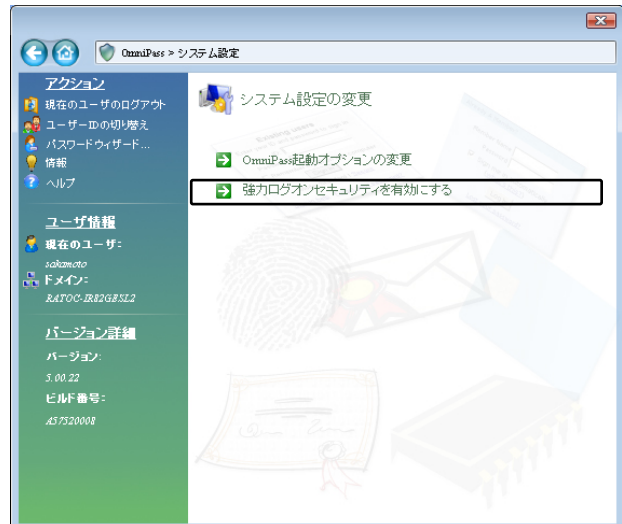 OmniPass > システム設定
アクション
現在のユーザのログアウト
ユーザーIDの切り替え
パスワードウィザード...
情報
ヘルプ
ユーザ情報
現在のユーザ:
sakamoto
ドメイン:
RATOC-IR82G8SL2
バージョン詳細
バージョン:
5.00.22
ビルド番号:
A57520008
システム設定の変更
OmniPass起動オプションの変更
強力ログオンセキュリティを有効にする